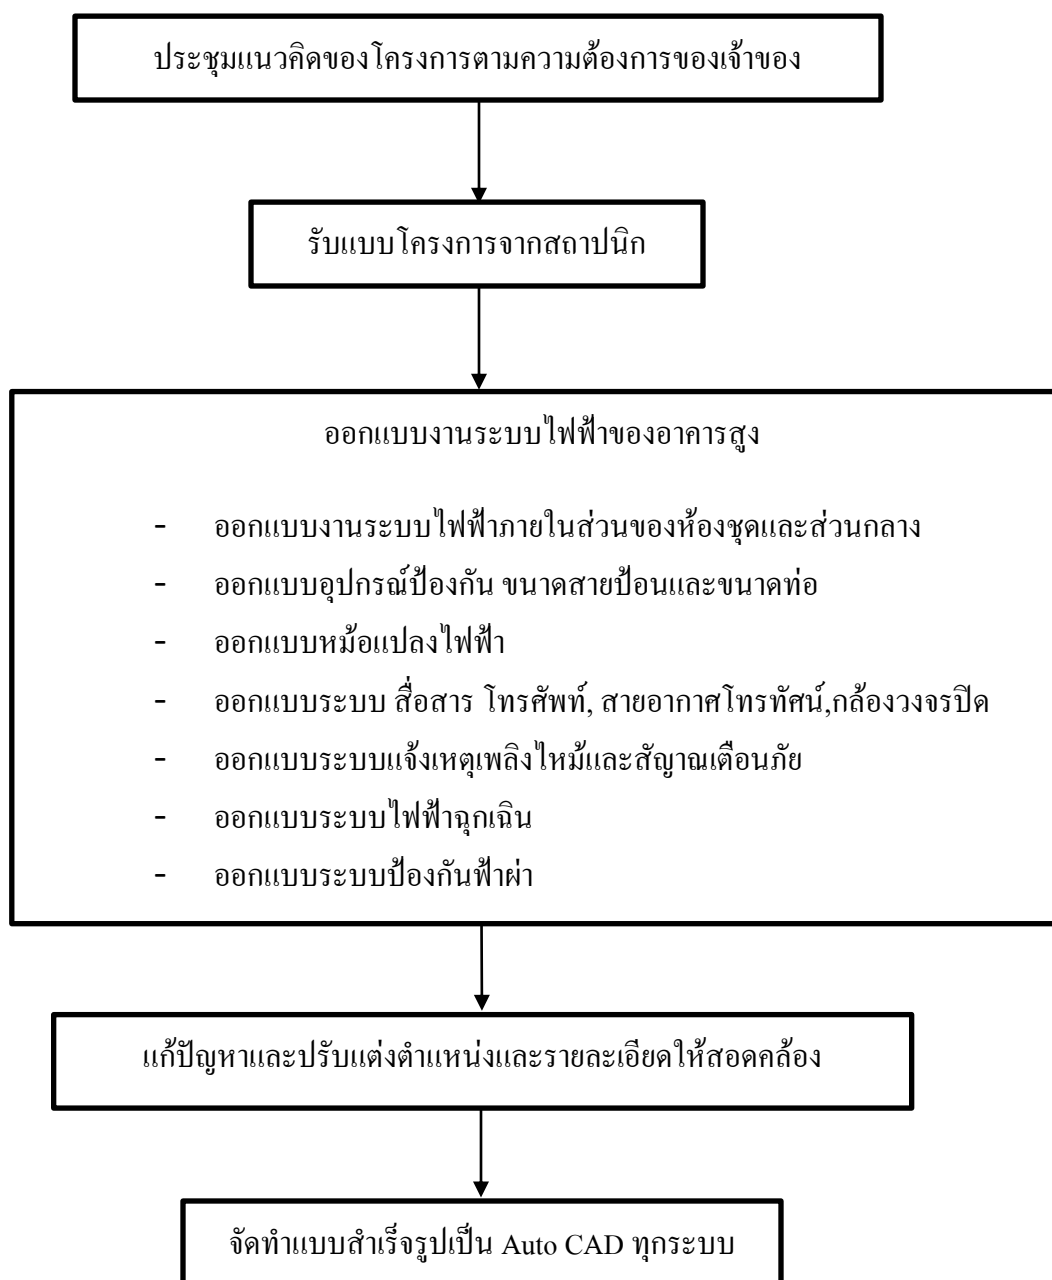 ประชุมแนวคิดของโครงการตามความต้องการของเจ้าของ
รับแบบโครงการจากสถาปนิก
ออกแบบงานระบบไฟฟ้าของอาคารสูง
- ออกแบบงานระบบไฟฟ้าภายในส่วนของห้องชุดและส่วนกลาง
- ออกแบบอุปกรณ์ป้องกัน ขนาดสายป้อนและขนาดท่อ
- ออกแบบหม้อแปลงไฟฟ้า
- ออกแบบระบบ สื่อสาร โทรศัพท์, สายอากาศโทรทัศน์,กล้องวงจรปิด
- ออกแบบระบบแจ้งเหตุเพลิงไหม้และสัญาณเตือนภัย
- ออกแบบระบบไฟฟ้าฉุกเฉิน
- ออกแบบระบบป้องกันฟ้าผ่า
แก้ปัญหาและปรับแต่งตำแหน่งและรายละเอียดให้สอดคล้อง
จัดทำแบบสำเร็จรูปเป็น Auto CAD ทุกระบบ